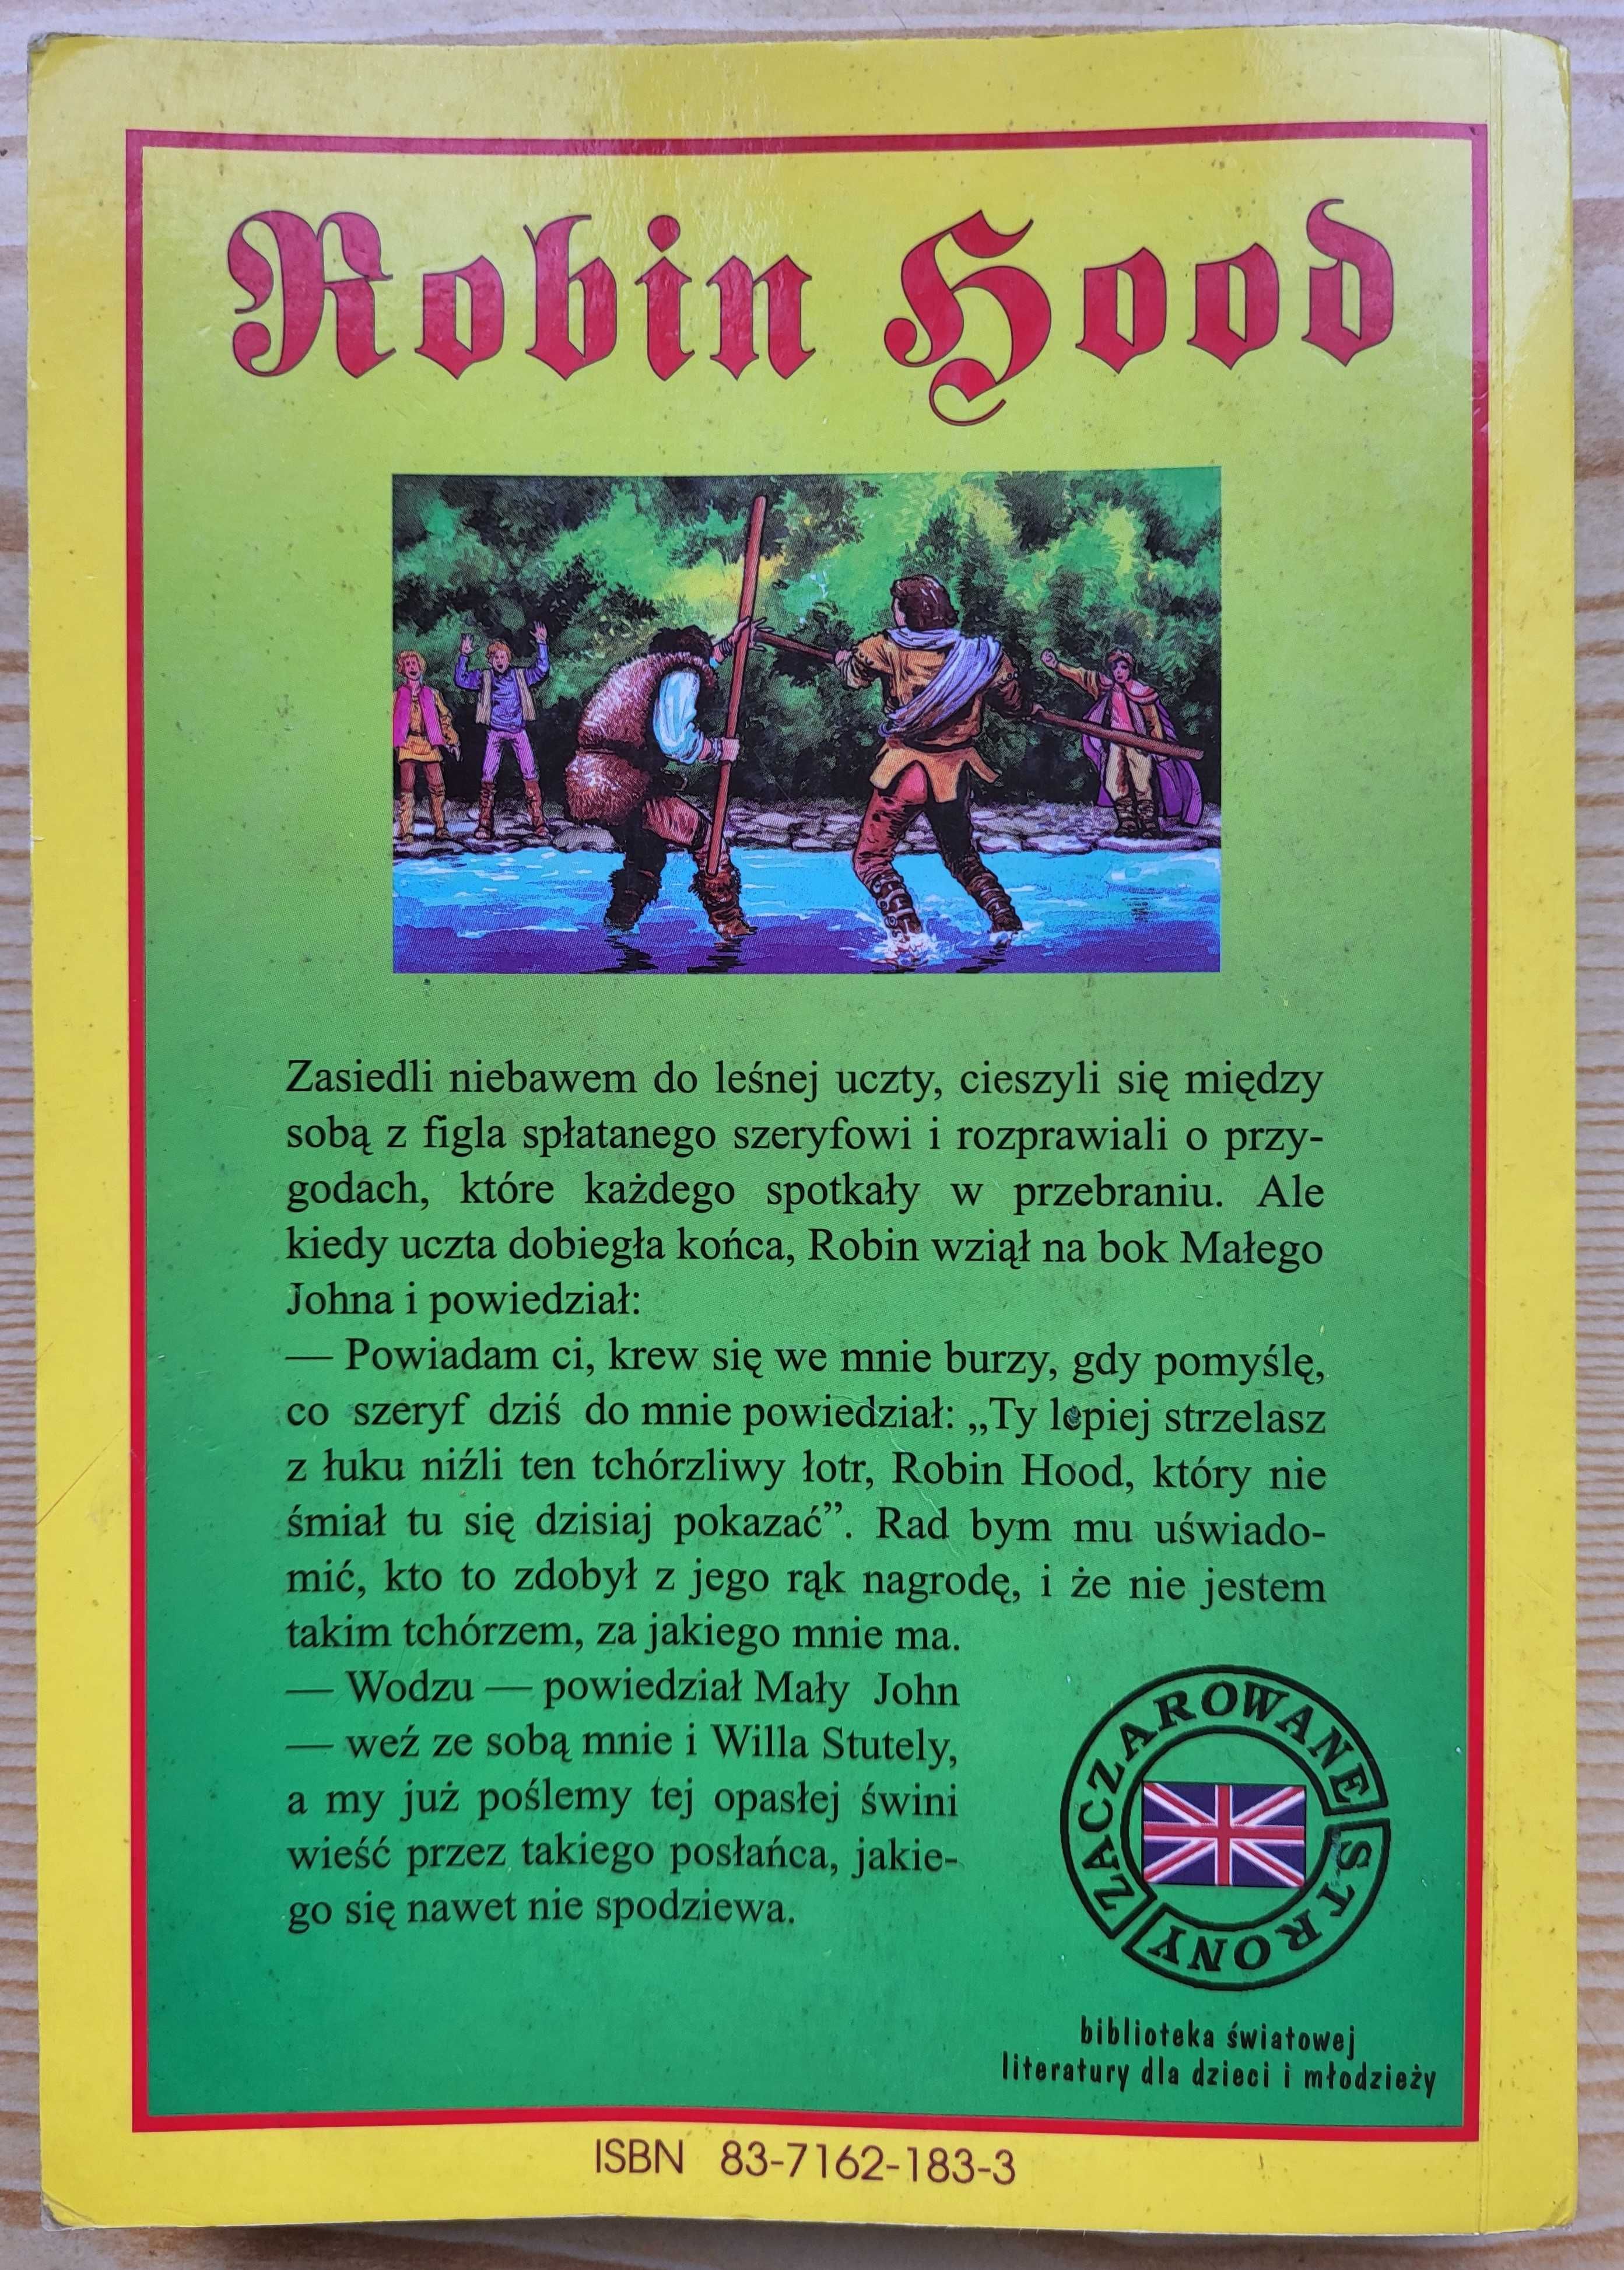 Robin Hood
Zasiedli niebawem do leśnej uczty, cieszyli się między
sobą z figla spłatanego szeryfowi i rozprawiali o przy-
godach, które każdego spotkały w przebraniu. Ale
kiedy uczta dobiegła końca, Robin wziął na bok Małego
Johna i powiedział:
— Powiadam ci, krew się we mnie burzy, gdy pomyślę,
co szeryf dziś do mnie powiedział: „Ty lepiej strzelasz
z łuku niźli ten tchórzliwy łotr, Robin Hood, który nie
śmiał tu się dzisiaj pokazać”. Rad bym mu uświado-
mić, kto to zdobył z jego rąk nagrodę, i że nie jestem
takim tchórzem, za jakiego mnie ma.
— Wodzu — powiedział Mały John
— weź ze sobą mnie i Willa Stutely,
a my już poślemy tej opasłej świni
wieść przez takiego posłańca, jakie-
go się nawet nie spodziewa.
ZACZAROWANE STRONY
biblioteka światowej
literatury dla dzieci i młodzieży
ISBN 83-7162-183-3